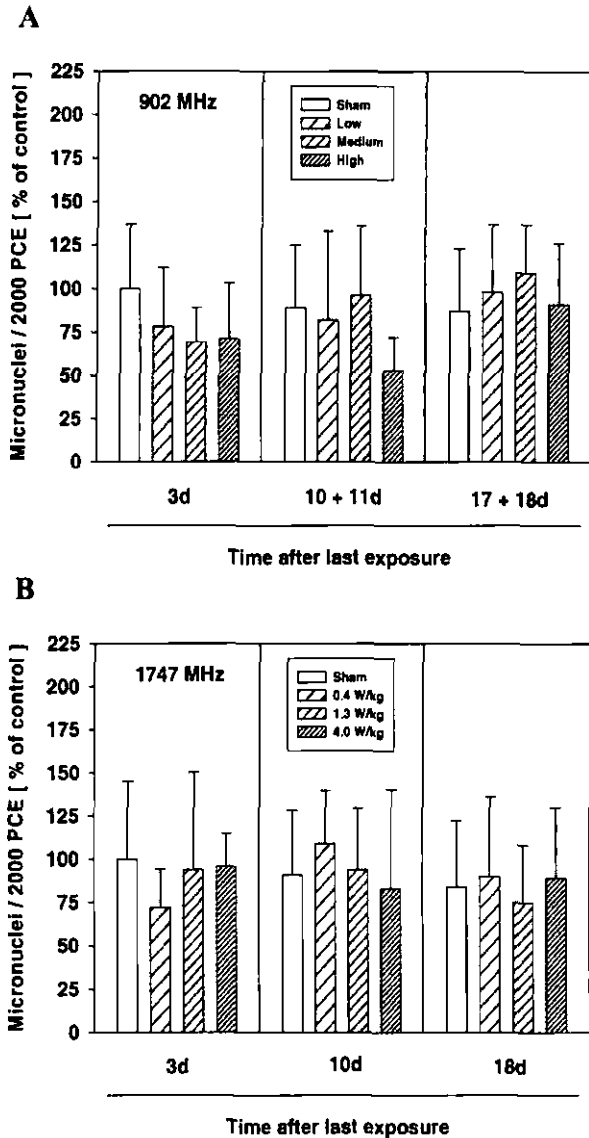 A
Micronuclei / 2000 PCE [ % of control ]
225
200
175
150
125
100
75
50
25
0
902 MHz
Sham
Low
Medium
High
3d
10 + 11d
17 + 18d
Time after last exposure
B
Micronuclei / 2000 PCE [ % of control ]
225
200
175
150
125
100
75
50
25
0
1747 MHz
Sham
0.4 W/kg
1.3 W/kg
4.0 W/kg
3d
10d
18d
Time after last exposure